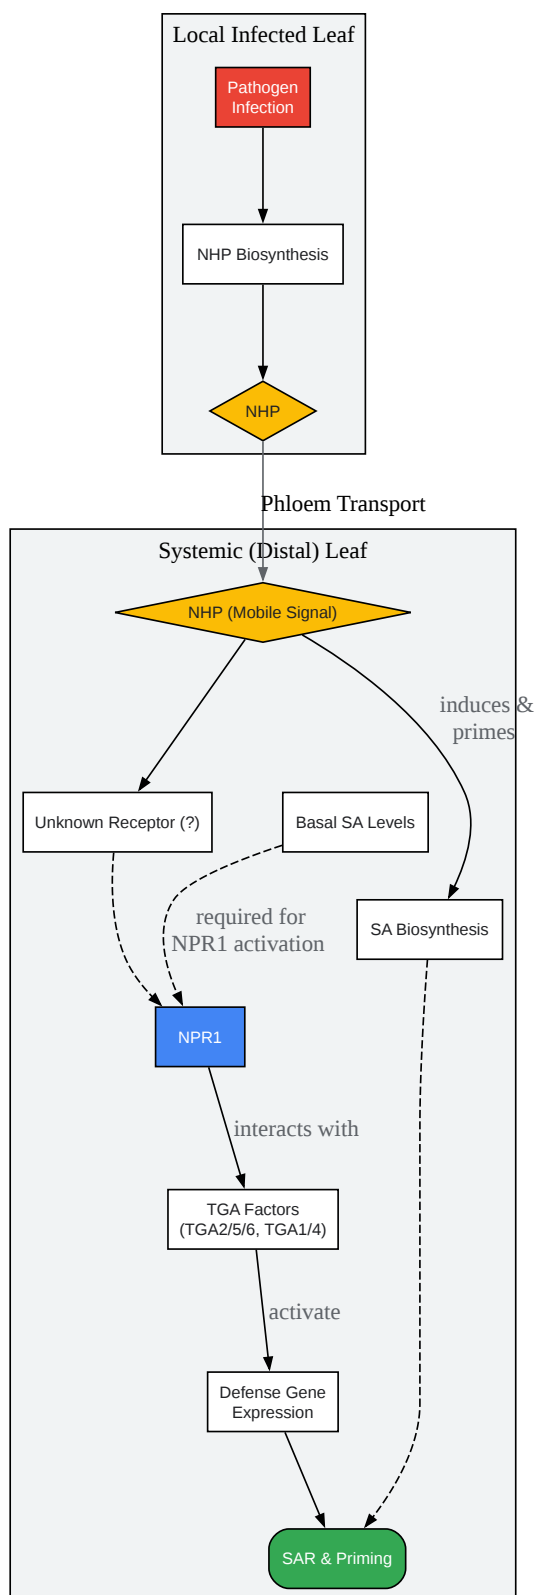 Local Infected Leaf
Pathogen
Infection
NHP Biosynthesis
NHP
Phloem Transport
Systemic (Distal) Leaf
NHP (Mobile Signal)
induces &
primes
Unknown Receptor (?)
Basal SA Levels
required for
NPR1 activation
SA Biosynthesis
NPR1
interacts with
TGA Factors
(TGA2/5/6, TGA1/4)
activate
Defense Gene
Expression
SAR & Priming